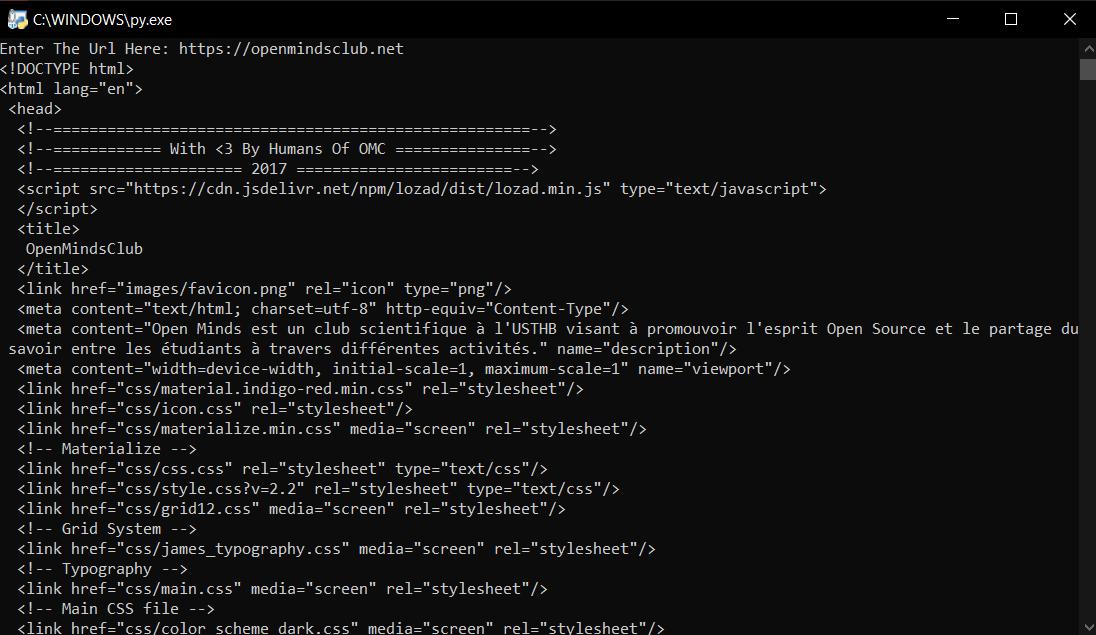 C:\WINDOWS\py.exe
Enter The Url Here: https://openmindsclub.net
<!DOCTYPE html>
<html lang="en">
<head>
<!--=====================================================-->
<!--============ With <3 By Humans Of OMC ===============-->
<!--===================== 2017 ========================-->
<script src="https://cdn.jsdelivr.net/npm/lozad/dist/lozad.min.js" type="text/javascript">
</script>
<title>
OpenMindsClub
</title>
<link href="images/favicon.png" rel="icon" type="png"/>
<meta content="text/html; charset=utf-8" http-equiv="Content-Type"/>
<meta content="Open Minds est un club scientifique à l'USTHB visant à promouvoir l'esprit Open Source et le partage du
savoir entre les étudiants à travers différentes activités." name="description"/>
<meta content="width=device-width, initial-scale=1, maximum-scale=1" name="viewport"/>
<link href="css/material.indigo-red.min.css" rel="stylesheet"/>
<link href="css/icon.css" rel="stylesheet"/>
<link href="css/materialize.min.css" media="screen" rel="stylesheet"/>
<!-- Materialize -->
<link href="css/css.css" rel="stylesheet" type="text/css"/>
<link href="css/style.css?v=2.2" rel="stylesheet" type="text/css"/>
<link href="css/grid12.css" media="screen" rel="stylesheet"/>
<!-- Grid System -->
<link href="css/james_typography.css" media="screen" rel="stylesheet"/>
<!-- Typography -->
<link href="css/main.css" media="screen" rel="stylesheet"/>
<!-- Main CSS file -->
<link href="css/color_scheme_dark.css" media="screen" rel="stylesheet"/>